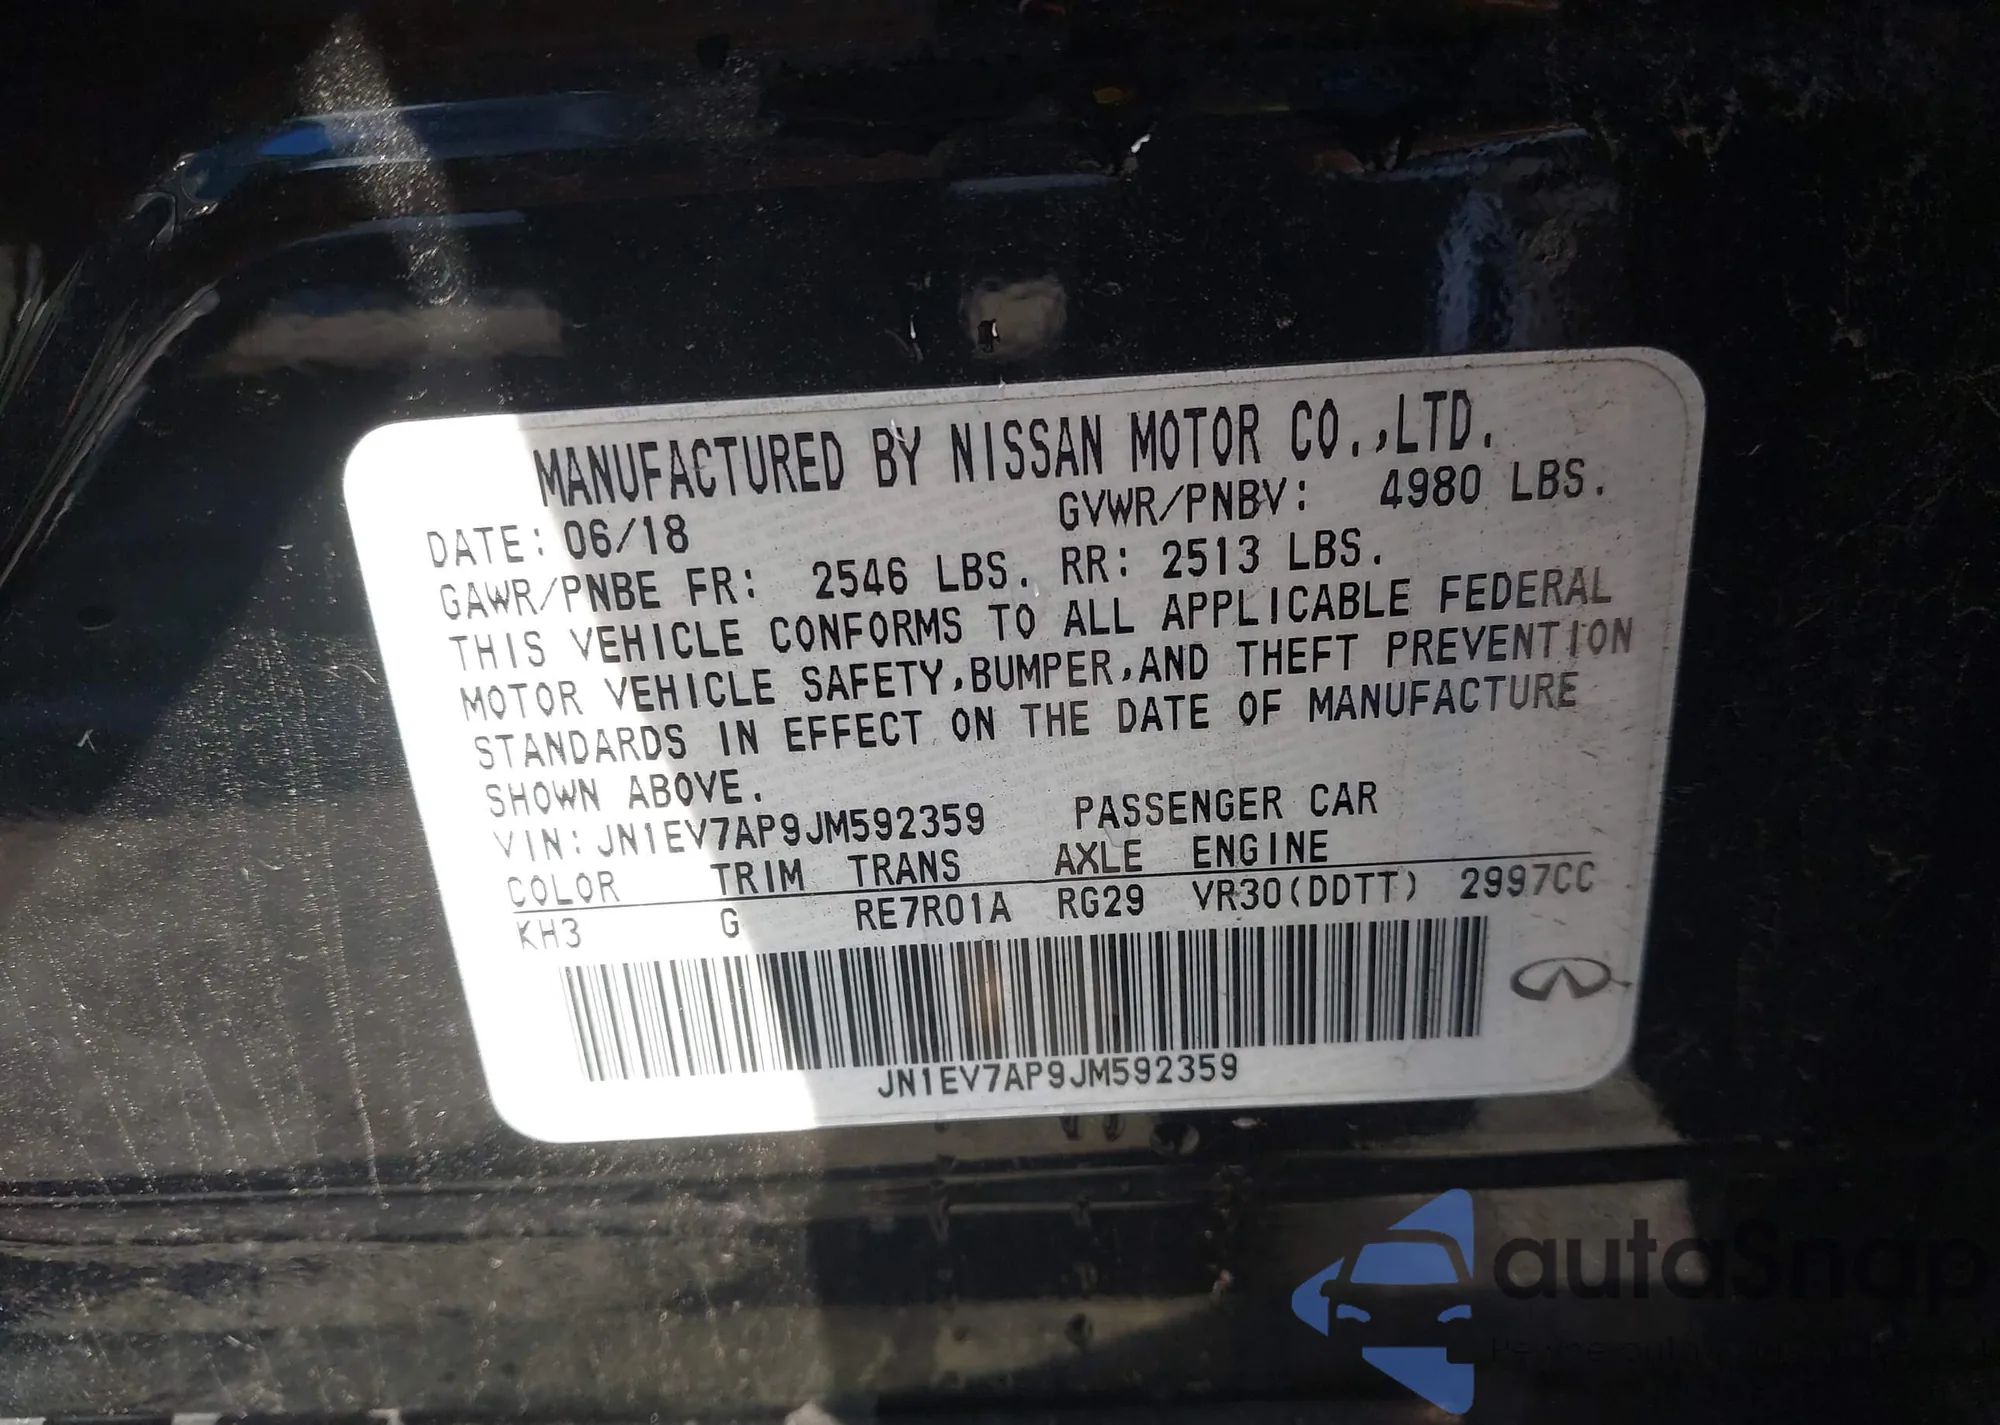 MANUFACTURED BY NISSAN MOTOR CO.,LTD.
DATE: 06/18 GVWR/PNBV: 4980 LBS.
GAWR/PNBE FR: 2546 LBS. RR: 2513 LBS.
THIS VEHICLE CONFORMS TO ALL APPLICABLE FEDERAL
MOTOR VEHICLE SAFETY,BUMPER,AND THEFT PREVENTION
STANDARDS IN EFFECT ON THE DATE OF MANUFACTURE
SHOWN ABOVE.
VIN: JN1EV7AP9JM592359 PASSENGER CAR
COLOR TRIM TRANS AXLE ENGINE
KH3 G RE7R01A RG29 VR30(DDTT) 2997CC
JN1EV7AP9JM592359
autoSnap